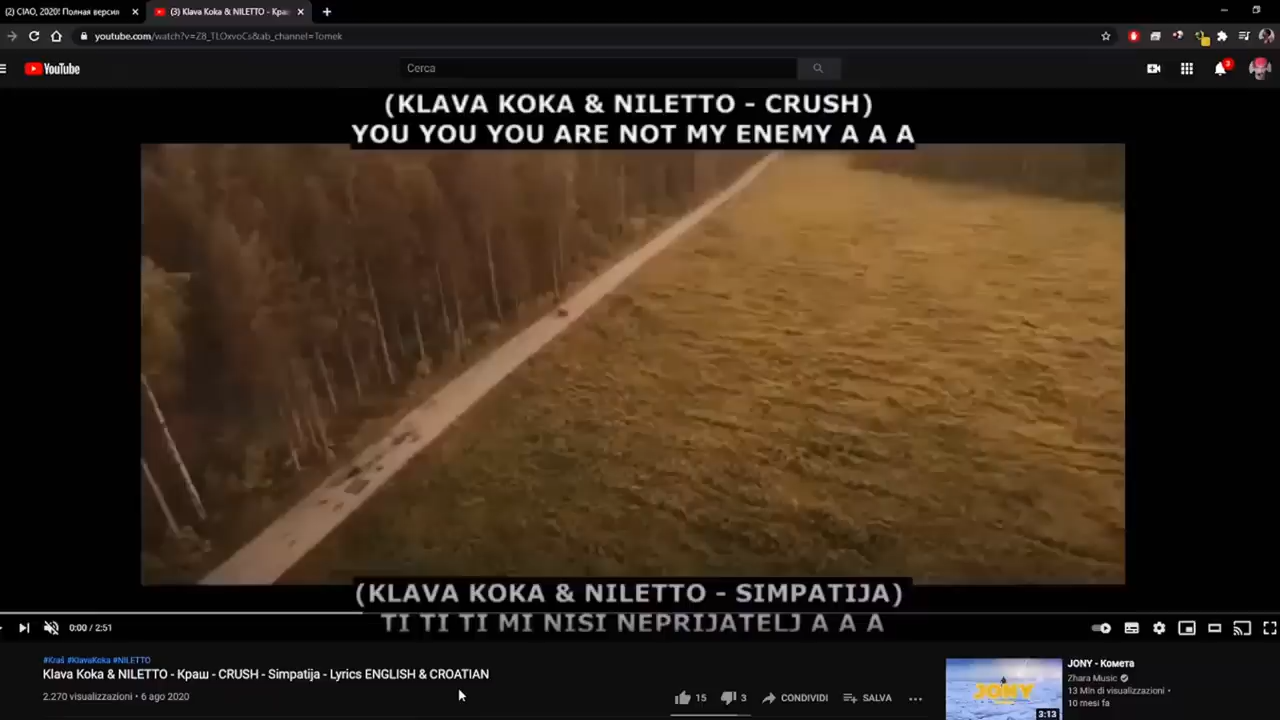 (2) CIAO, 2020! Полная версия
(3) Klava Koka & NILETTO - Краш
youtube.com/watch?v=Z8_TLOxvoCs&ab_channel=Tomek
YouTube
Cerca
3
(KLAVA KOKA & NILETTO - CRUSH)
YOU YOU YOU ARE NOT MY ENEMY A A A
(KLAVA KOKA & NILETTO - SIMPATIJA)
TI TI TI MI NISI NEPRIJATELJ A A A
0:00 / 2:51
#Kraš #KlavaKoka #NILETTO
Klava Koka & NILETTO - Краш - CRUSH - Simpatija - Lyrics ENGLISH & CROATIAN
2.270 visualizzazioni • 6 ago 2020
15
3
CONDIVIDI
SALVA
JONY
3:13
JONY - Комета
Zhara Music
13 Mln di visualizzazioni •
10 mesi fa